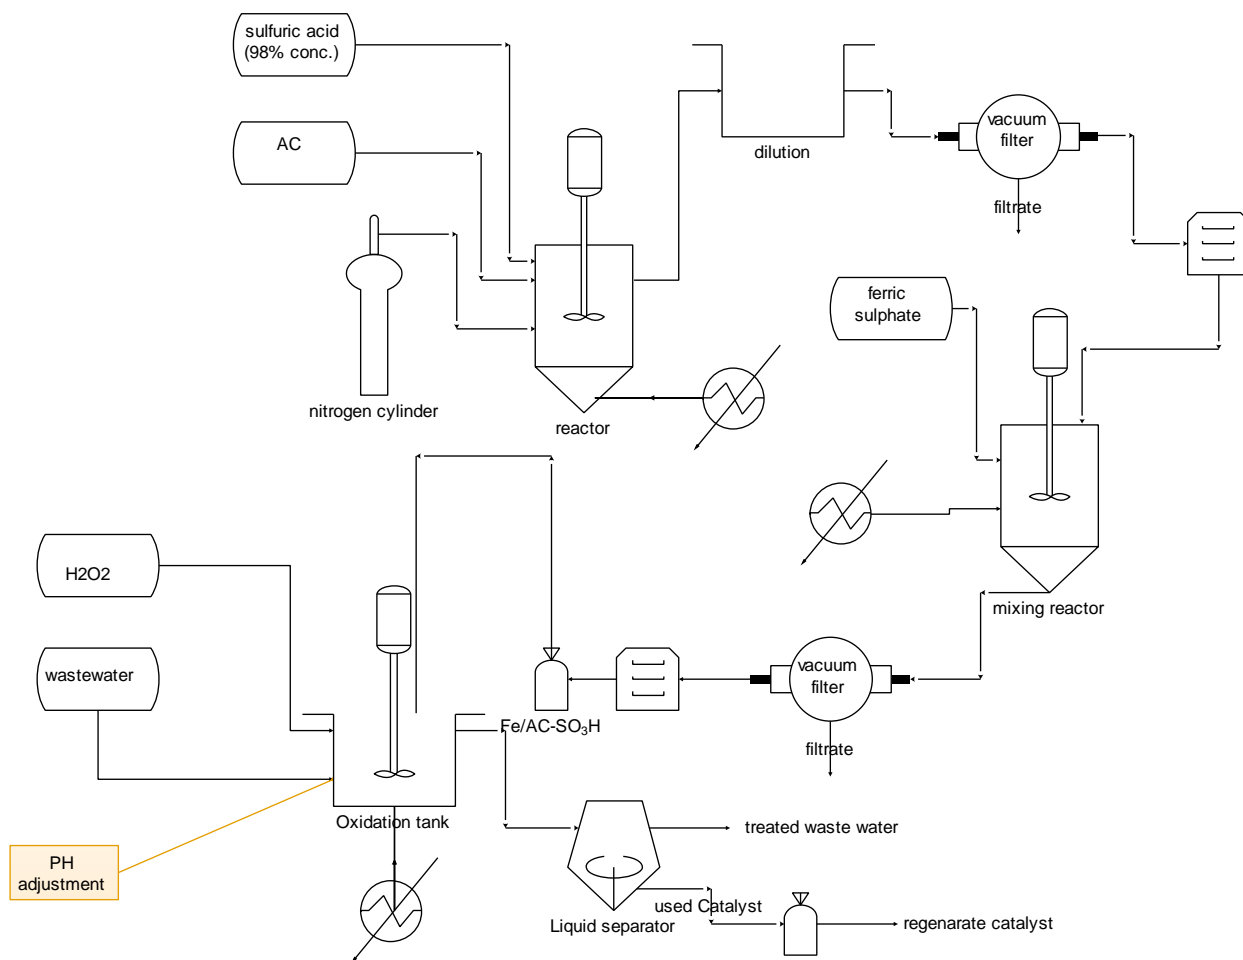 sulfuric acid
(98% conc.)
AC
nitrogen cylinder
reactor
dilution
vacuum
filter
filtrate
ferric
sulphate
mixing reactor
H2O2
wastewater
Oxidation tank
PH
adjustment
Fe/AC-SO₃H
vacuum
filter
filtrate
treated waste water
used Catalyst
Liquid separator
regenarate catalyst